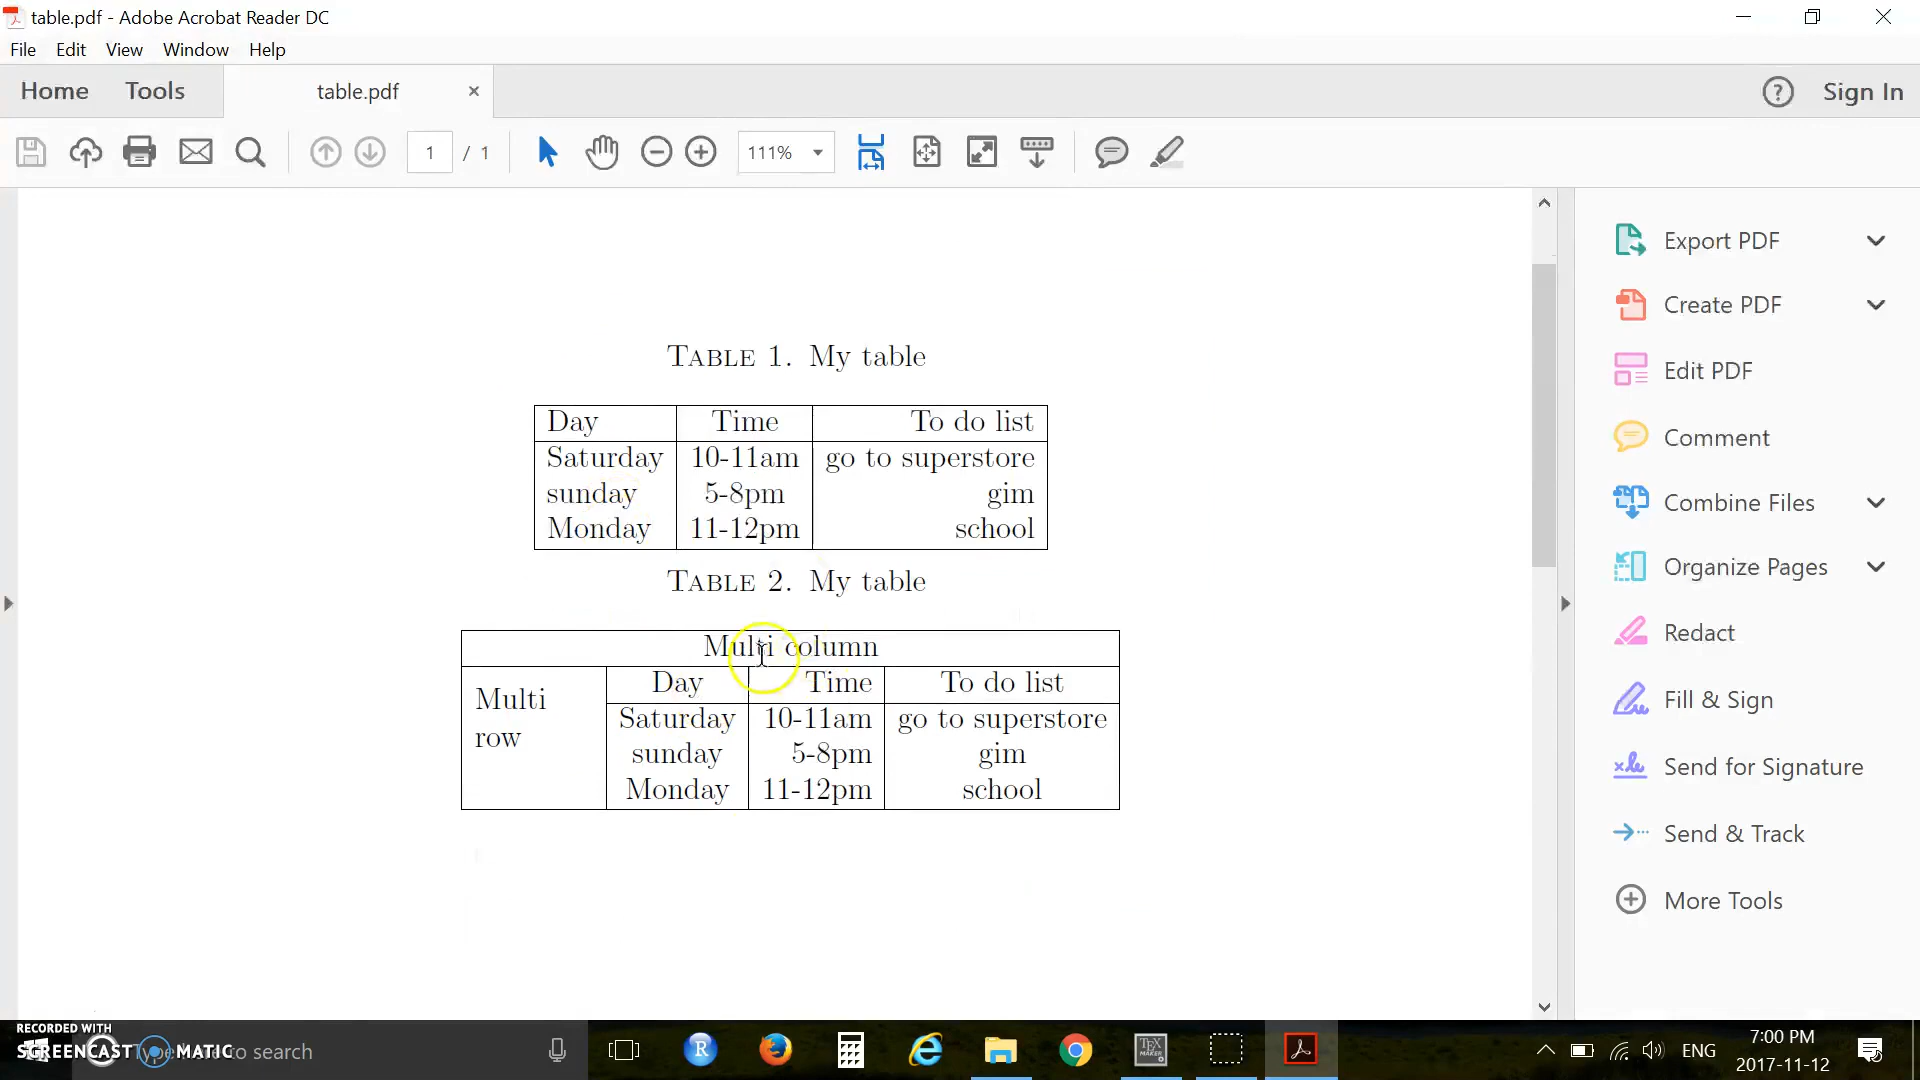 table.pdf - Adobe Acrobat Reader DC
File Edit View Window Help
Home Tools table.pdf × ? Sign In
1 / 1 111%
Export PDF
Create PDF
Edit PDF
Comment
Combine Files
Organize Pages
Redact
Fill & Sign
Send for Signature
Send & Track
More Tools
TABLE 1. My table
Day Time To do list
Saturday 10-11am go to superstore
sunday 5-8pm gim
Monday 11-12pm school
TABLE 2. My table
Multi column
Multi row
Day Time To do list
Saturday 10-11am go to superstore
sunday 5-8pm gim
Monday 11-12pm school
RECORDED WITH
SCREENCAST MATIC
to search
R
TEX MAKER
ENG
7:00 PM
2017-11-12